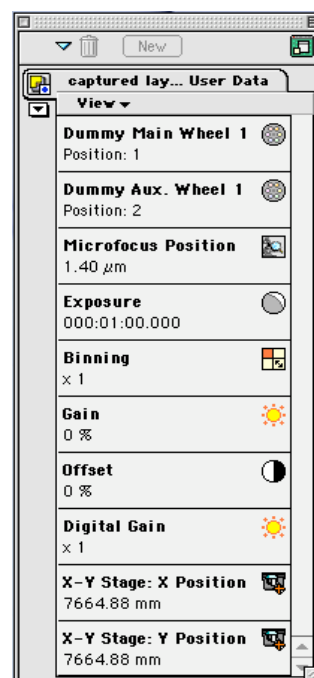 New
captured lay... User Data
View
Dummy Main Wheel 1
Position: 1
Dummy Aux. Wheel 1
Position: 2
Microfocus Position
1.40 μm
Exposure
000:01:00.000
Binning
x 1
Gain
0 %
Offset
0 %
Digital Gain
x 1
X-Y Stage: X Position
7664.88 mm
X-Y Stage: Y Position
7664.88 mm